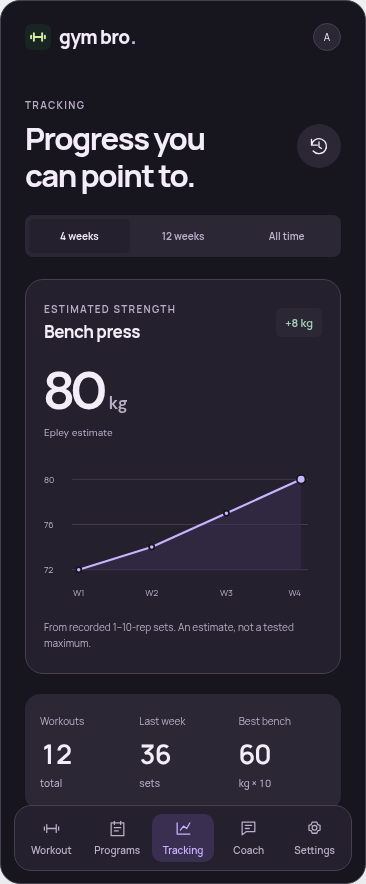 gym bro.
A
TRACKING
Progress you
can point to.
4 weeks
12 weeks
All time
ESTIMATED STRENGTH
Bench press
+8 kg
80 kg
Epley estimate
80
76
72
W1
W2
W3
W4
From recorded 1–10-rep sets. An estimate, not a tested
maximum.
Workouts
Last week
Best bench
12
36
60
total
sets
kg × 10
Workout
Programs
Tracking
Coach
Settings